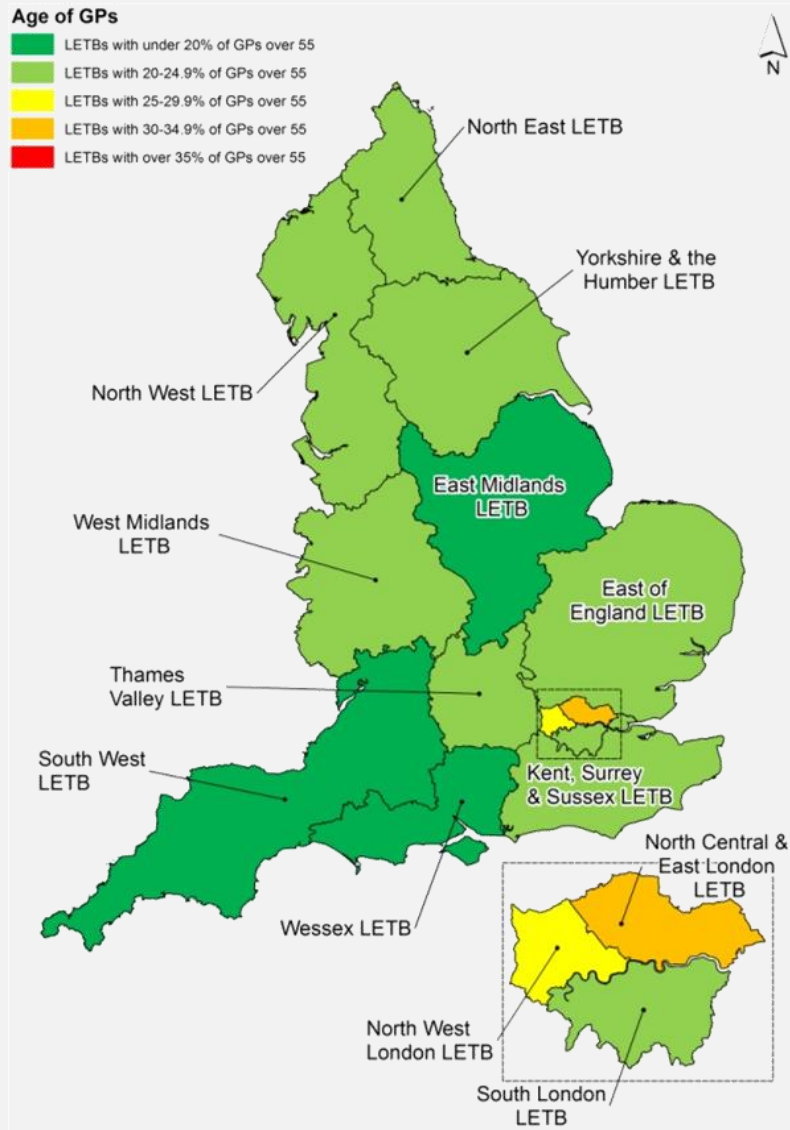 Age of GPs
LETBs with under 20% of GPs over 55
LETBs with 20-24.9% of GPs over 55
LETBs with 25-29.9% of GPs over 55
LETBs with 30-34.9% of GPs over 55
LETBs with over 35% of GPs over 55
N
North East LETB
Yorkshire & the
Humber LETB
North West LETB
East Midlands
LETB
West Midlands
LETB
East of
England LETB
Thames
Valley LETB
South West
LETB
Kent, Surrey
& Sussex LETB
North Central &
East London
LETB
Wessex LETB
North West
London LETB
South London
LETB